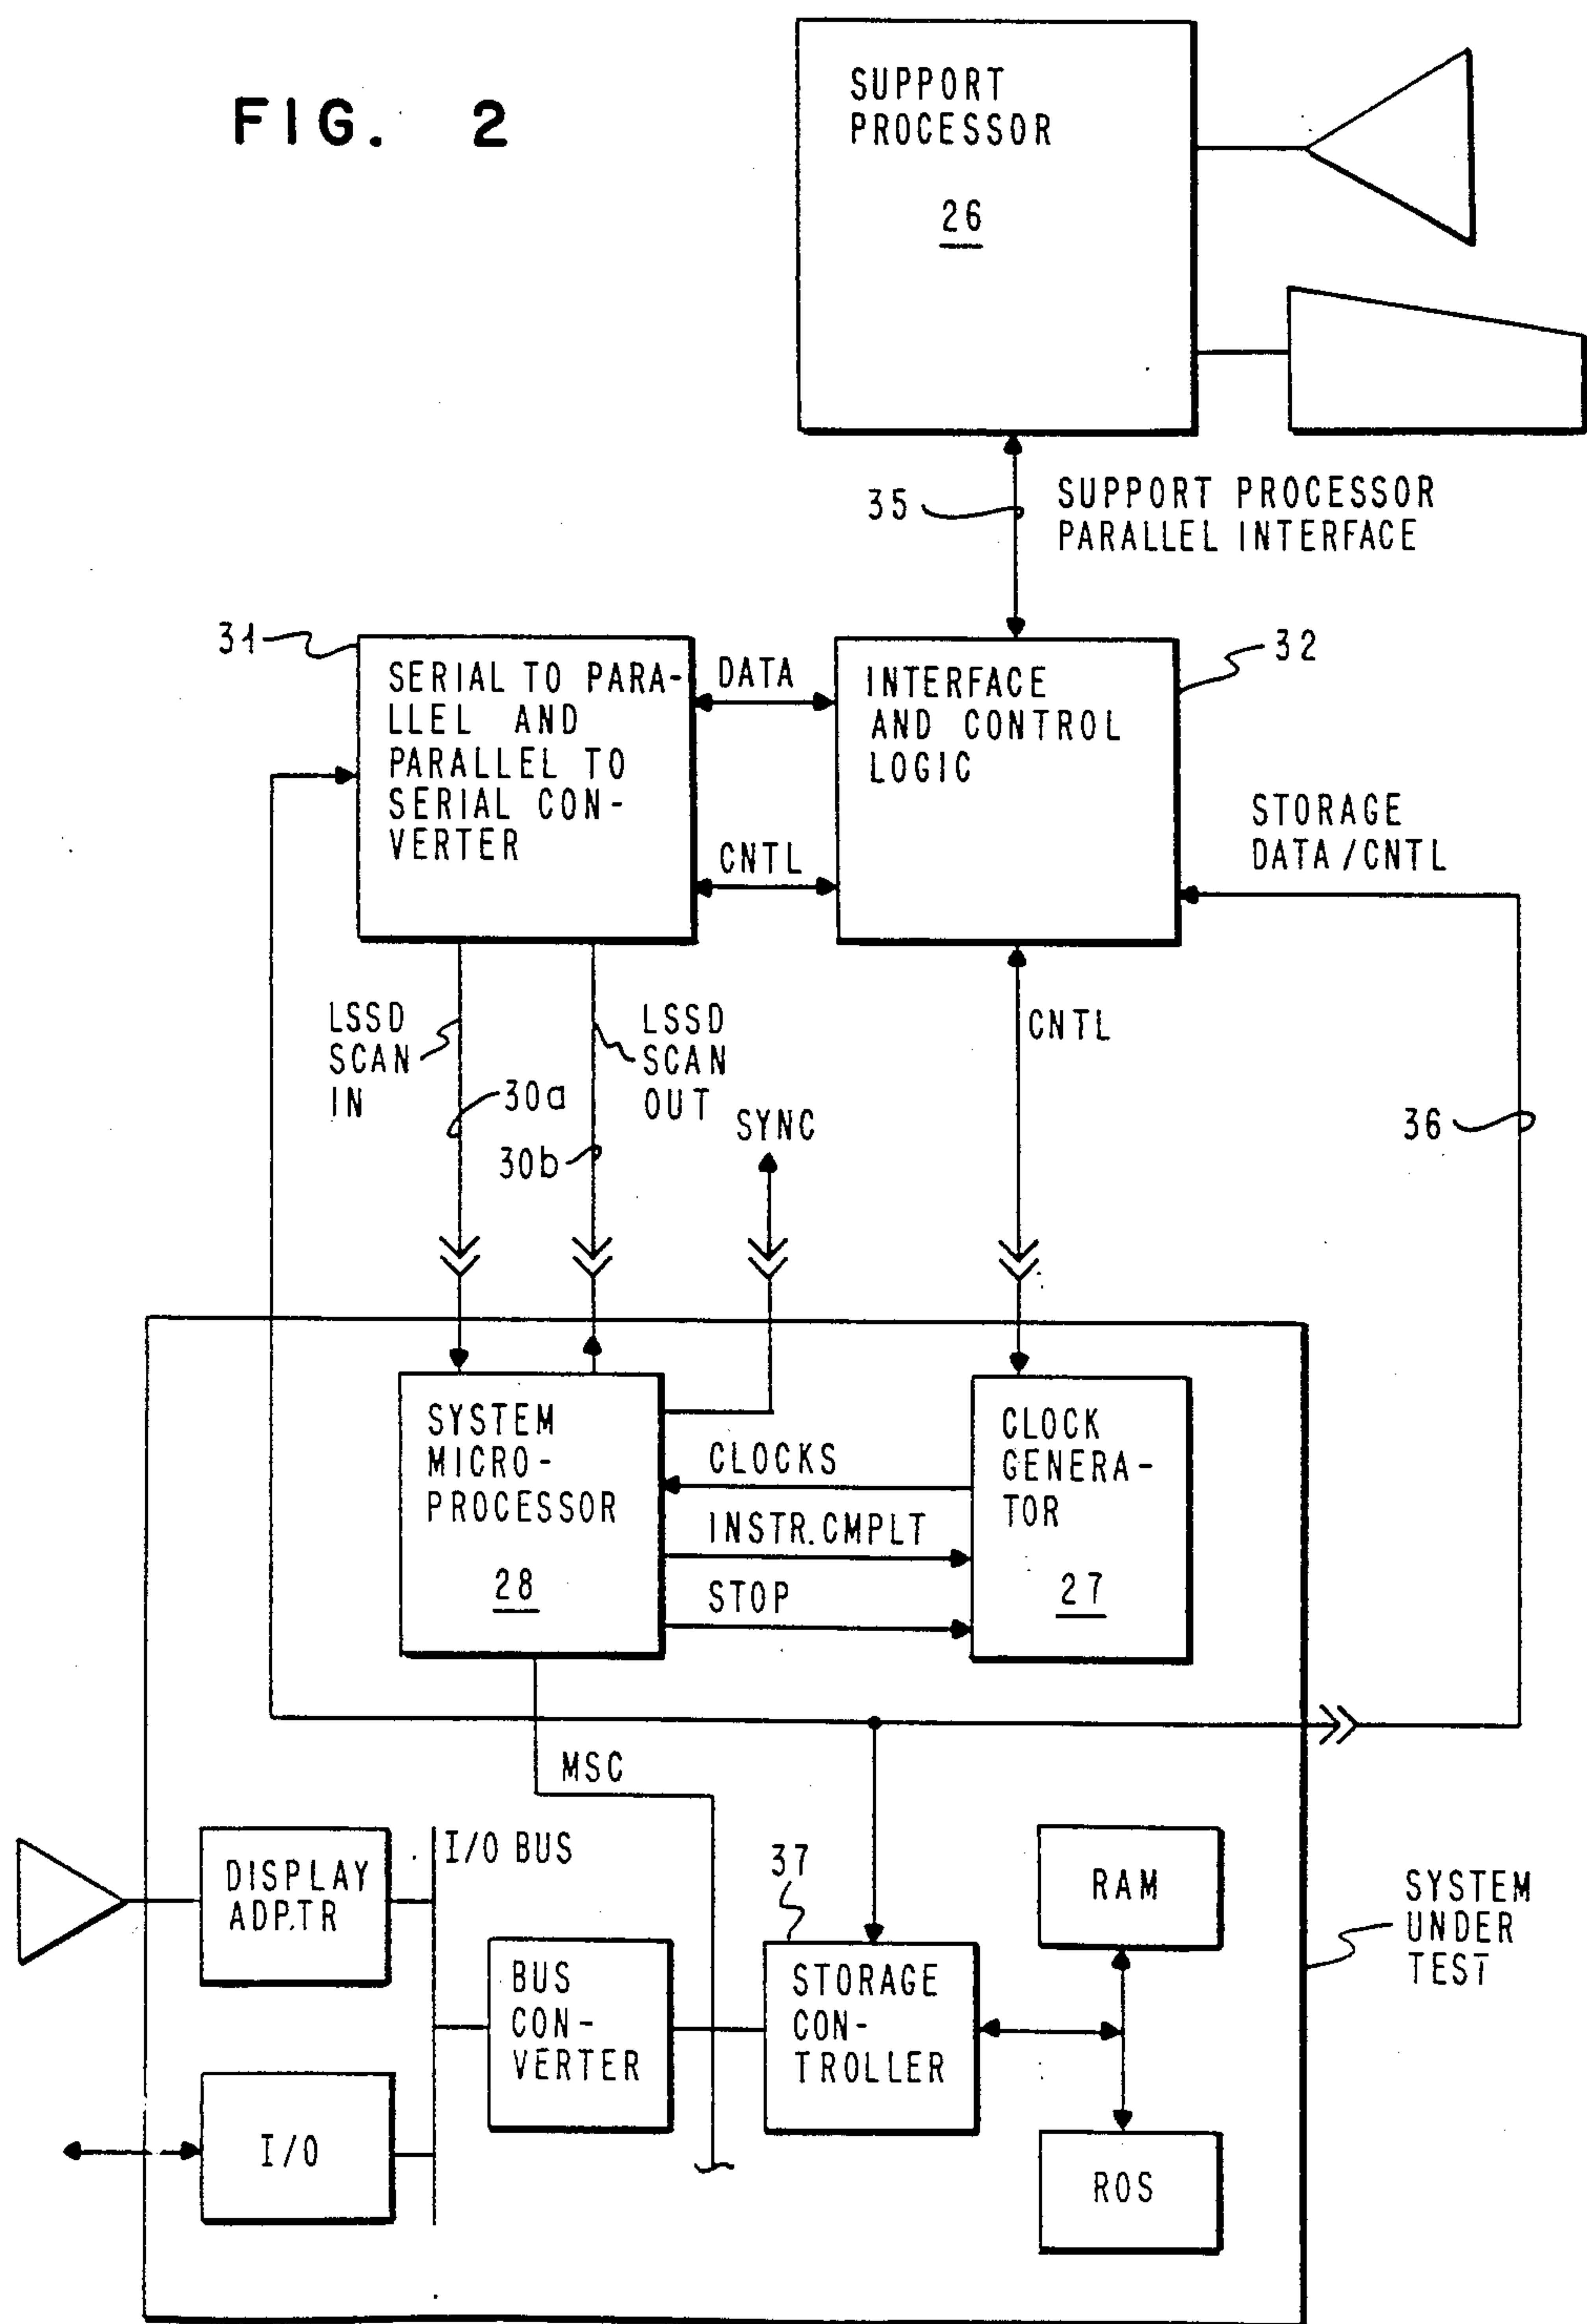 FIG. 2
SUPPORT
PROCESSOR
26
35
SUPPORT PROCESSOR
PARALLEL INTERFACE
31
SERIAL TO PARA-
LLEL AND
PARALLEL TO
SERIAL CON-
VERTER
DATA
CNTL
INTERFACE
AND CONTROL
LOGIC
32
STORAGE
DATA/CNTL
LSSD
SCAN
IN
30a
LSSD
SCAN
OUT
30b
SYNC
CNTL
36
SYSTEM
MICRO-
PROCESSOR
28
CLOCKS
INSTR.CMPLT
STOP
CLOCK
GENERA-
TOR
27
MSC
I/O BUS
DISPLAY
ADP.TR
37
RAM
SYSTEM
UNDER
TEST
BUS
CON-
VERTER
STORAGE
CON-
TROLLER
I/O
ROS